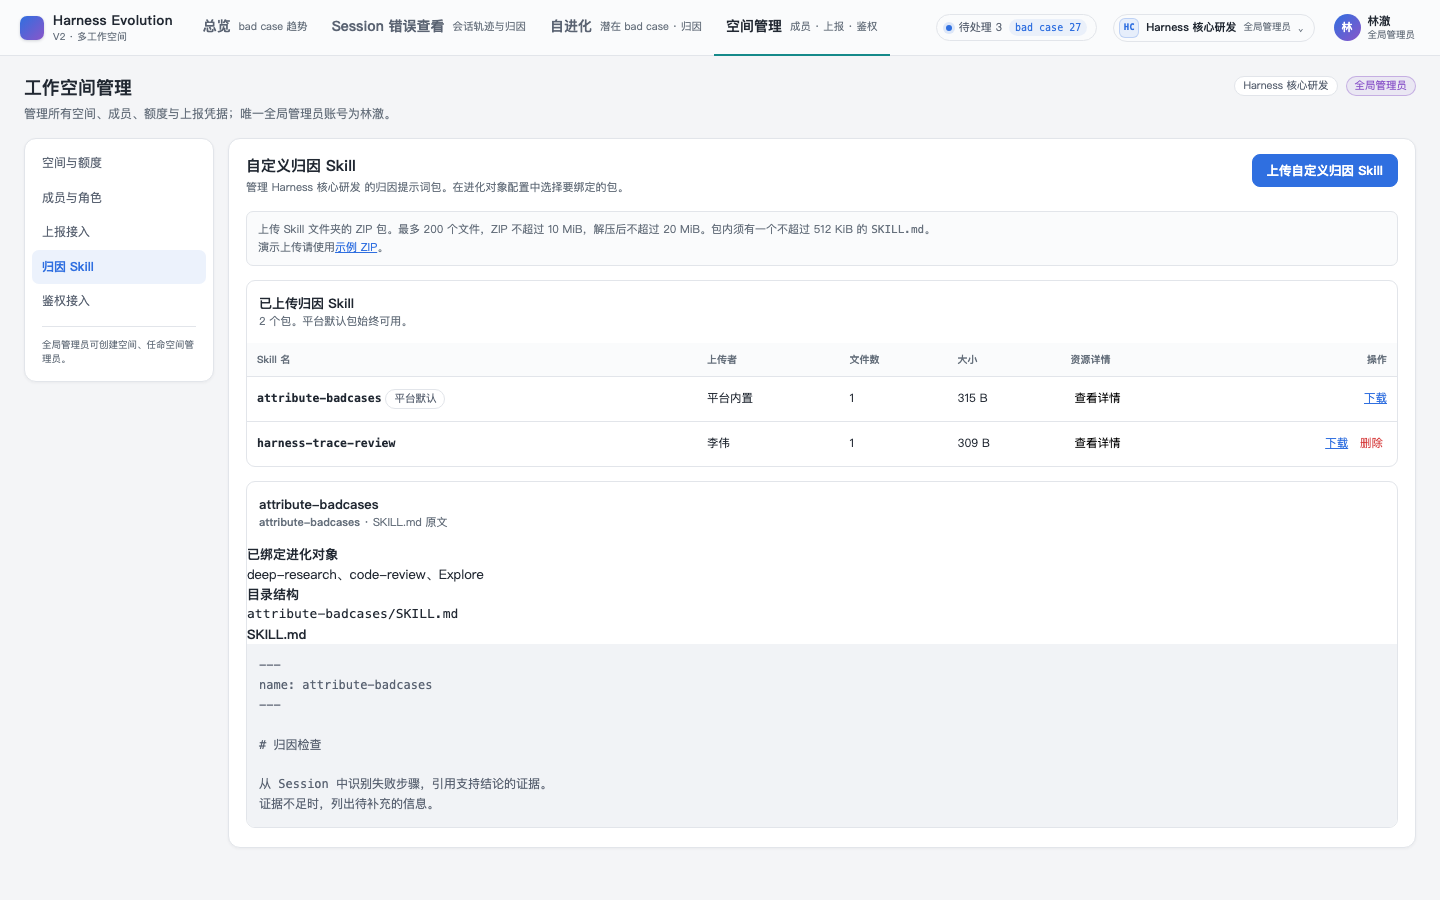 Harness Evolution
V2 · 多工作空间
总览 bad case 趋势
Session 错误查看 会话轨迹与归因
自进化 潜在 bad case · 归因
空间管理 成员 · 上报 · 鉴权
待处理 3 bad case 27
HC Harness 核心研发 全局管理员
林 林澈
全局管理员
工作空间管理
管理所有空间、成员、额度与上报凭据；唯一全局管理员账号为林澈。
Harness 核心研发 全局管理员
空间与额度
成员与角色
上报接入
归因 Skill
鉴权接入
全局管理员可创建空间、任命空间管
理员。
自定义归因 Skill
管理 Harness 核心研发 的归因提示词包。在进化对象配置中选择要绑定的包。
上传自定义归因 Skill
上传 Skill 文件夹的 ZIP 包。最多 200 个文件，ZIP 不超过 10 MiB，解压后不超过 20 MiB。包内须有一个不超过 512 KiB 的 SKILL.md。
演示上传请使用示例 ZIP。
已上传归因 Skill
2 个包。平台默认包始终可用。
Skill 名 上传者 文件数 大小 资源详情 操作
attribute-badcases 平台默认 平台内置 1 315 B 查看详情 下载
harness-trace-review 李伟 1 309 B 查看详情 下载 删除
attribute-badcases
attribute-badcases · SKILL.md 原文
已绑定进化对象
deep-research、code-review、Explore
目录结构
attribute-badcases/SKILL.md
SKILL.md
---
name: attribute-badcases
---
# 归因检查
从 Session 中识别失败步骤，引用支持结论的证据。
证据不足时，列出待补充的信息。